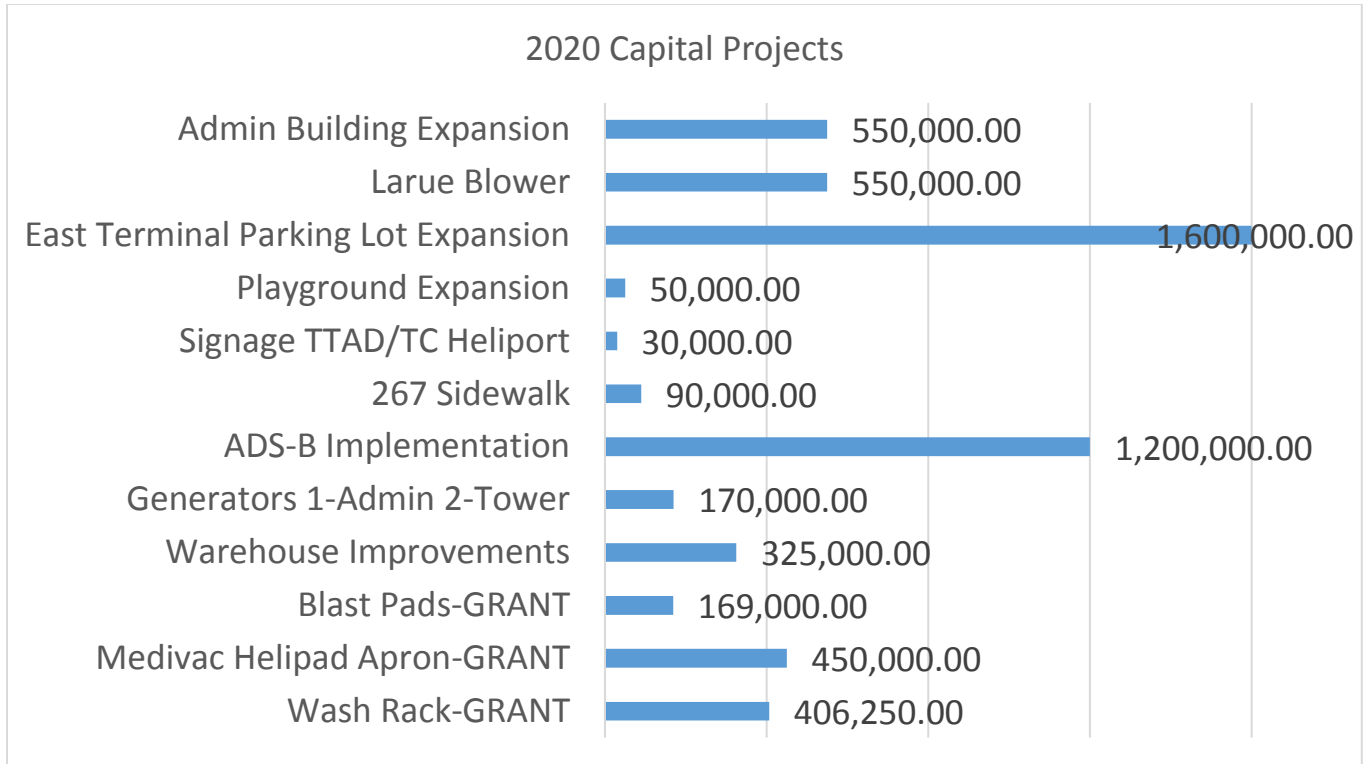 2020 Capital Projects
Admin Building Expansion 550,000.00
Larue Blower 550,000.00
East Terminal Parking Lot Expansion 1,600,000.00
Playground Expansion 50,000.00
Signage TTAD/TC Heliport 30,000.00
267 Sidewalk 90,000.00
ADS-B Implementation 1,200,000.00
Generators 1-Admin 2-Tower 170,000.00
Warehouse Improvements 325,000.00
Blast Pads-GRANT 169,000.00
Medivac Helipad Apron-GRANT 450,000.00
Wash Rack-GRANT 406,250.00